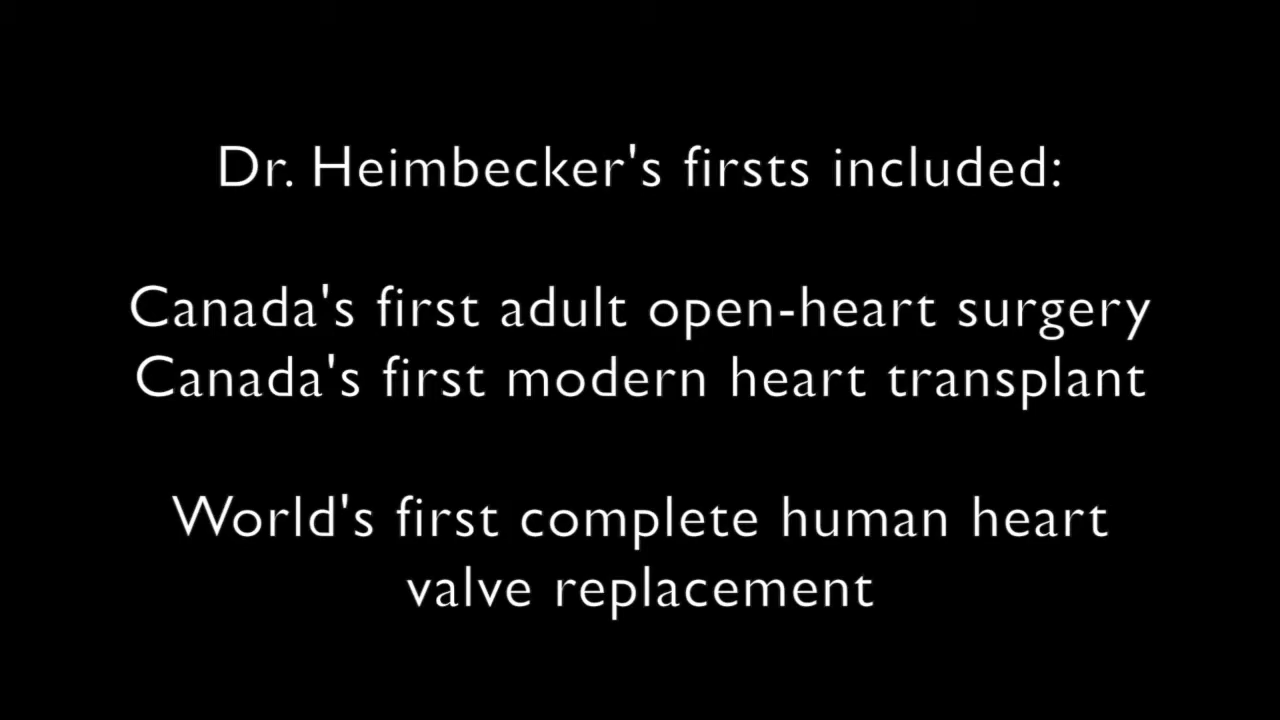 Dr. Heimbecker's firsts included:
Canada's first adult open-heart surgery
Canada's first modern heart transplant
World's first complete human heart
valve replacement